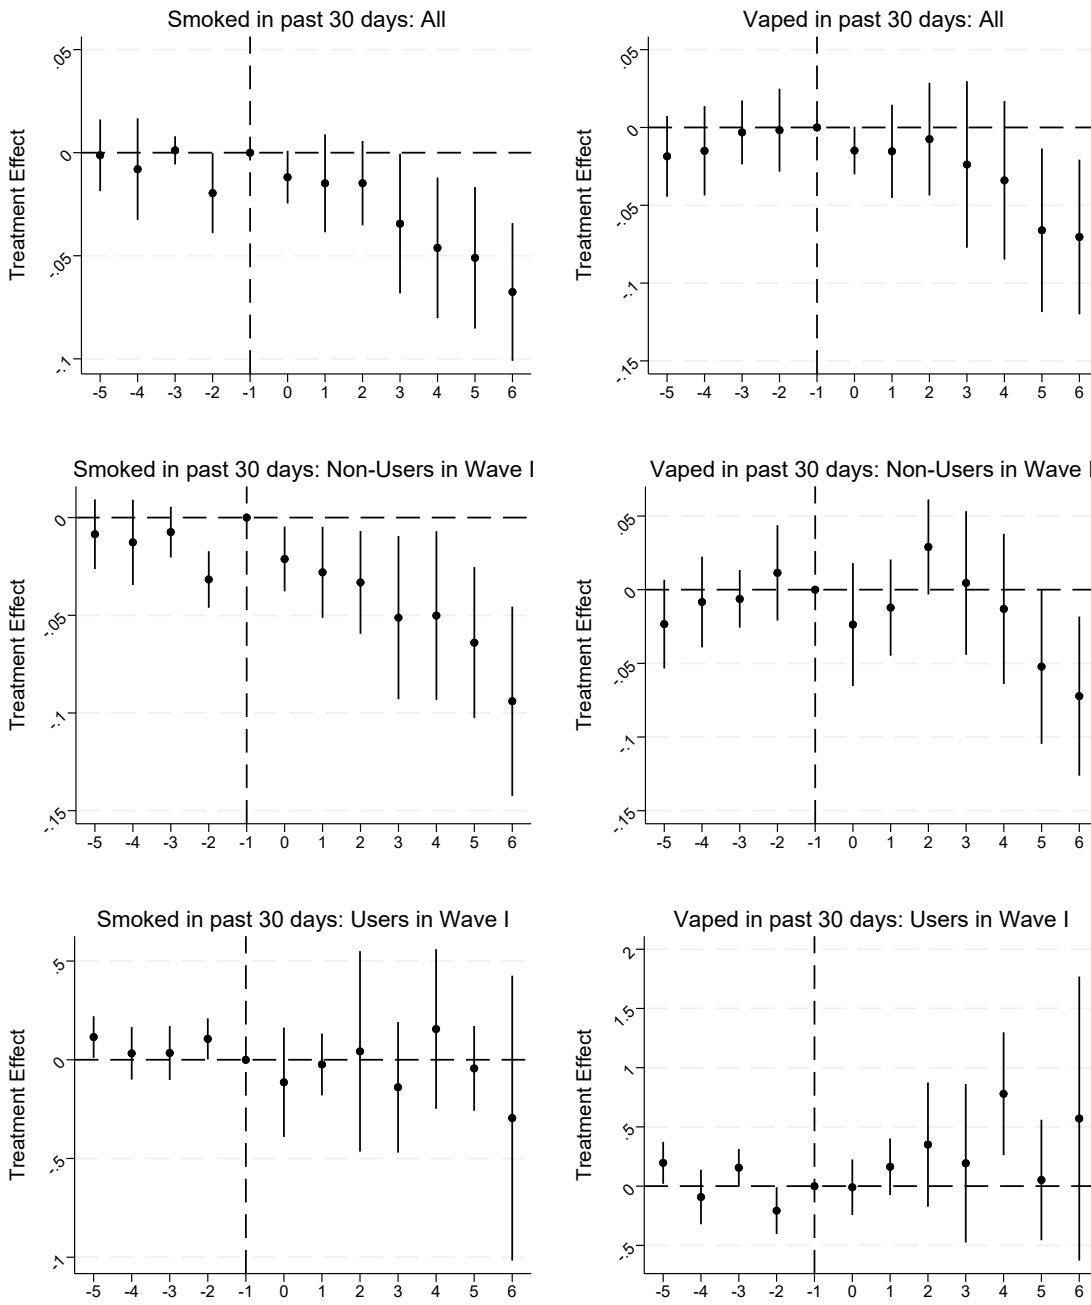 Smoked in past 30 days: All
Treatment Effect
.05
0
-.05
-.1
-5 -4 -3 -2 -1 0 1 2 3 4 5 6
Vaped in past 30 days: All
Treatment Effect
.05
0
-.05
-.1
-.15
-5 -4 -3 -2 -1 0 1 2 3 4 5 6
Smoked in past 30 days: Non-Users in Wave I
Treatment Effect
0
-.05
-.1
-.15
-5 -4 -3 -2 -1 0 1 2 3 4 5 6
Vaped in past 30 days: Non-Users in Wave I
Treatment Effect
.05
0
-.05
-.1
-.15
-5 -4 -3 -2 -1 0 1 2 3 4 5 6
Smoked in past 30 days: Users in Wave I
Treatment Effect
.5
0
-.5
-1
-5 -4 -3 -2 -1 0 1 2 3 4 5 6
Vaped in past 30 days: Users in Wave I
Treatment Effect
2
1.5
1
.5
0
-.5
-5 -4 -3 -2 -1 0 1 2 3 4 5 6